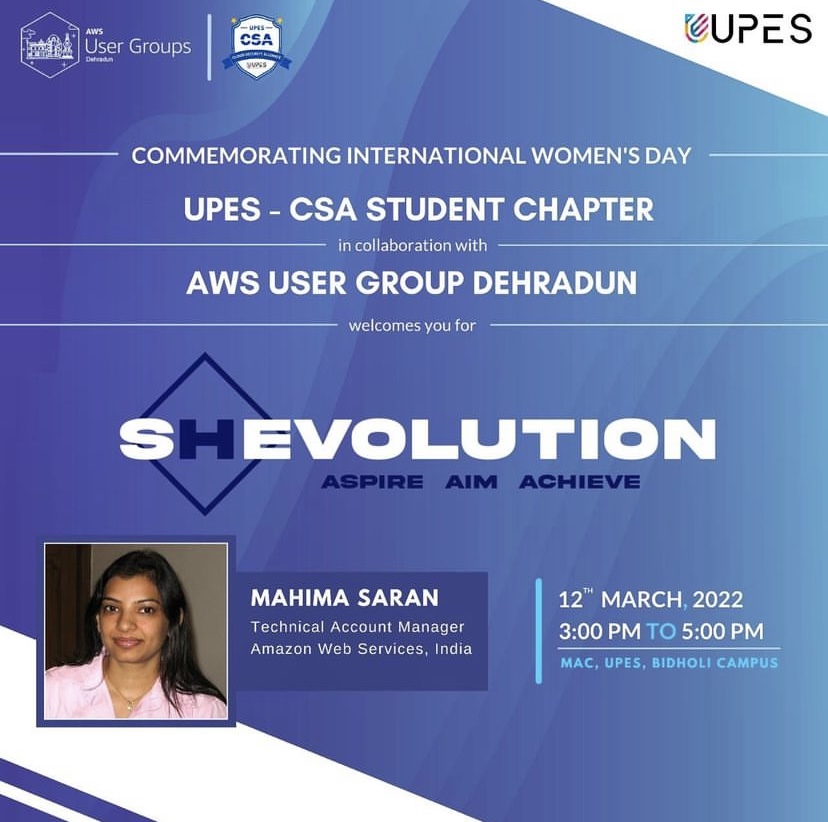 AWS
User Groups
Dehradun
UPES
CSA
UPES
UPES
COMMEMORATING INTERNATIONAL WOMEN'S DAY
UPES - CSA STUDENT CHAPTER
in collaboration with
AWS USER GROUP DEHRADUN
welcomes you for
SHEVOLUTION
ASPIRE AIM ACHIEVE
MAHIMA SARAN
Technical Account Manager
Amazon Web Services, India
12TH MARCH, 2022
3:00 PM TO 5:00 PM
MAC, UPES, BIDHOLI CAMPUS